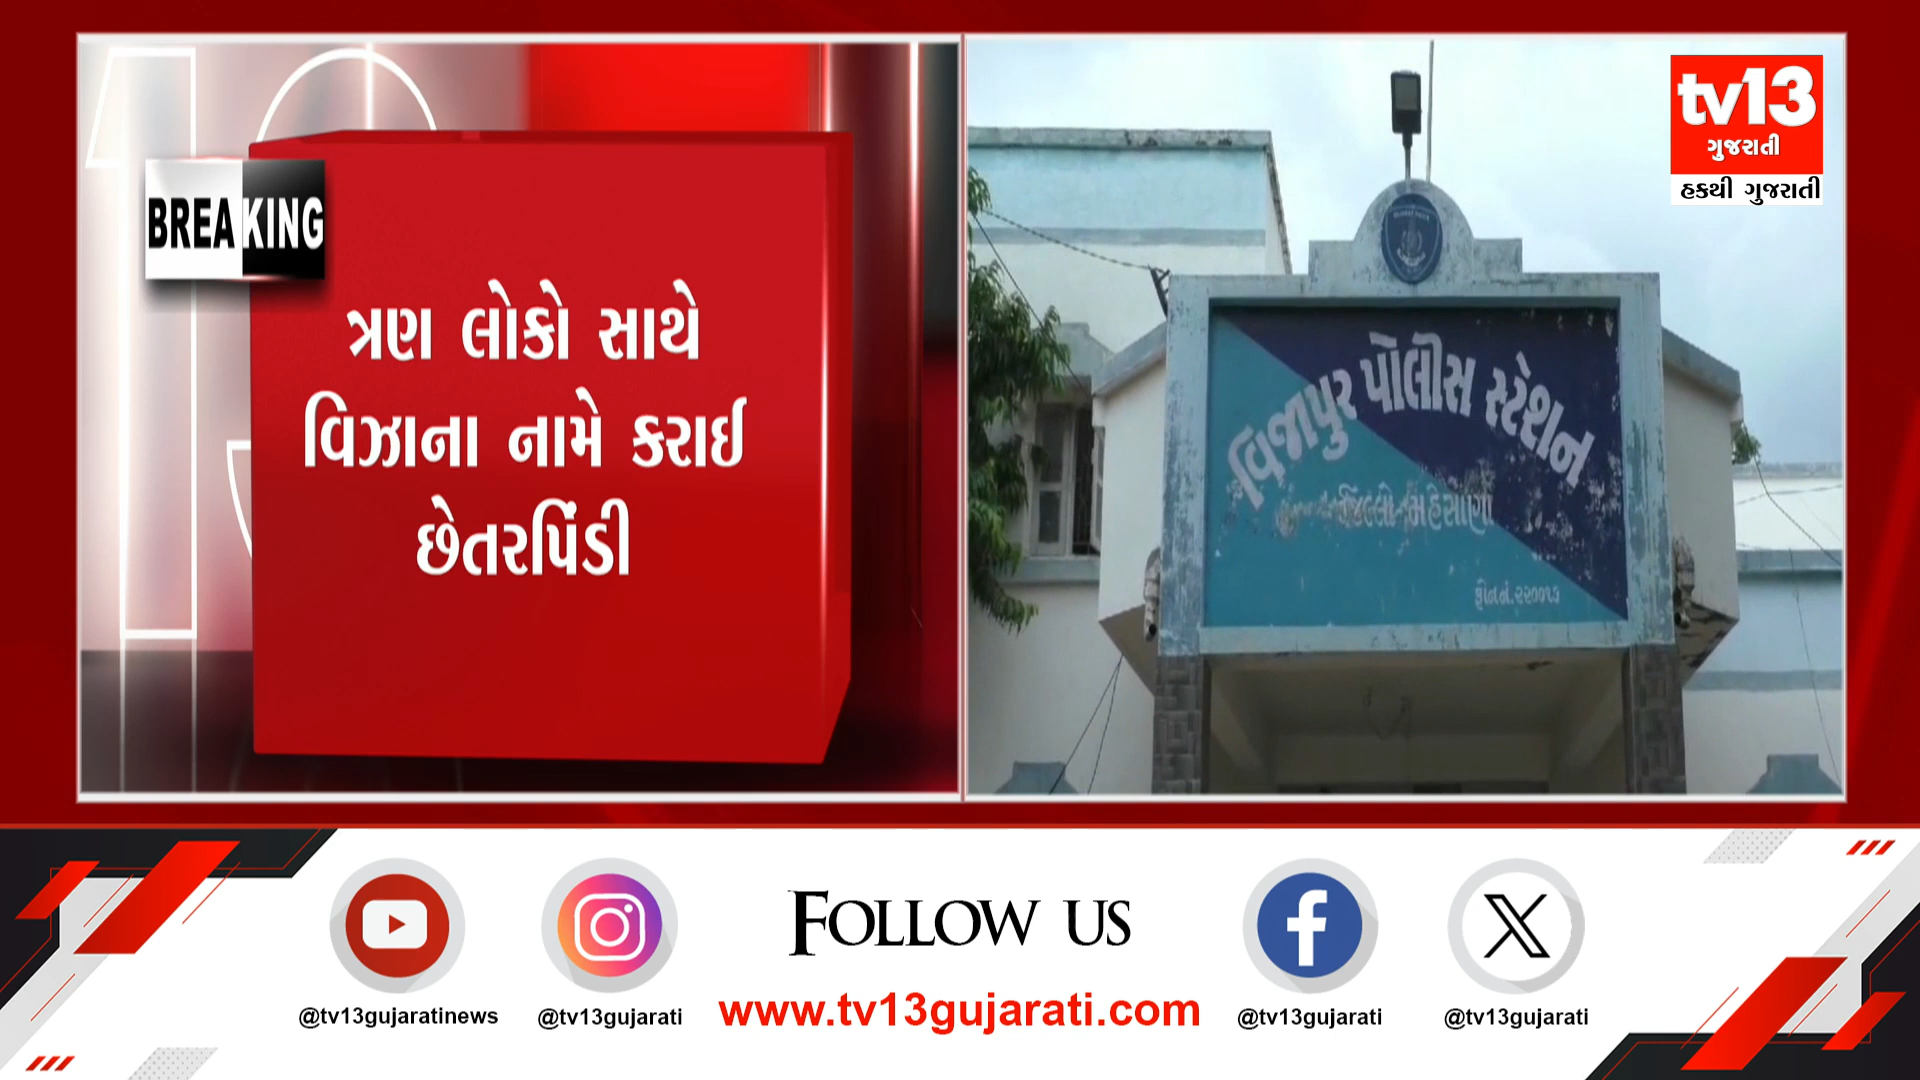 BREAKING
ત્રણ લોકો સાથે
વિઝાના નામે કરાઈ
છેતરપિંડી
tv13
ગુજરાતી
હકથી ગુજરાતી
વિજાપુર પોલીસ સ્ટેશન
જિલ્લો-મહેસાણા
ફોન નં. ૨૨૦૦૧૩
FOLLOW US
www.tv13gujarati.com
@tv13gujaratinews
@tv13gujarati
@tv13gujarati
@tv13gujarati